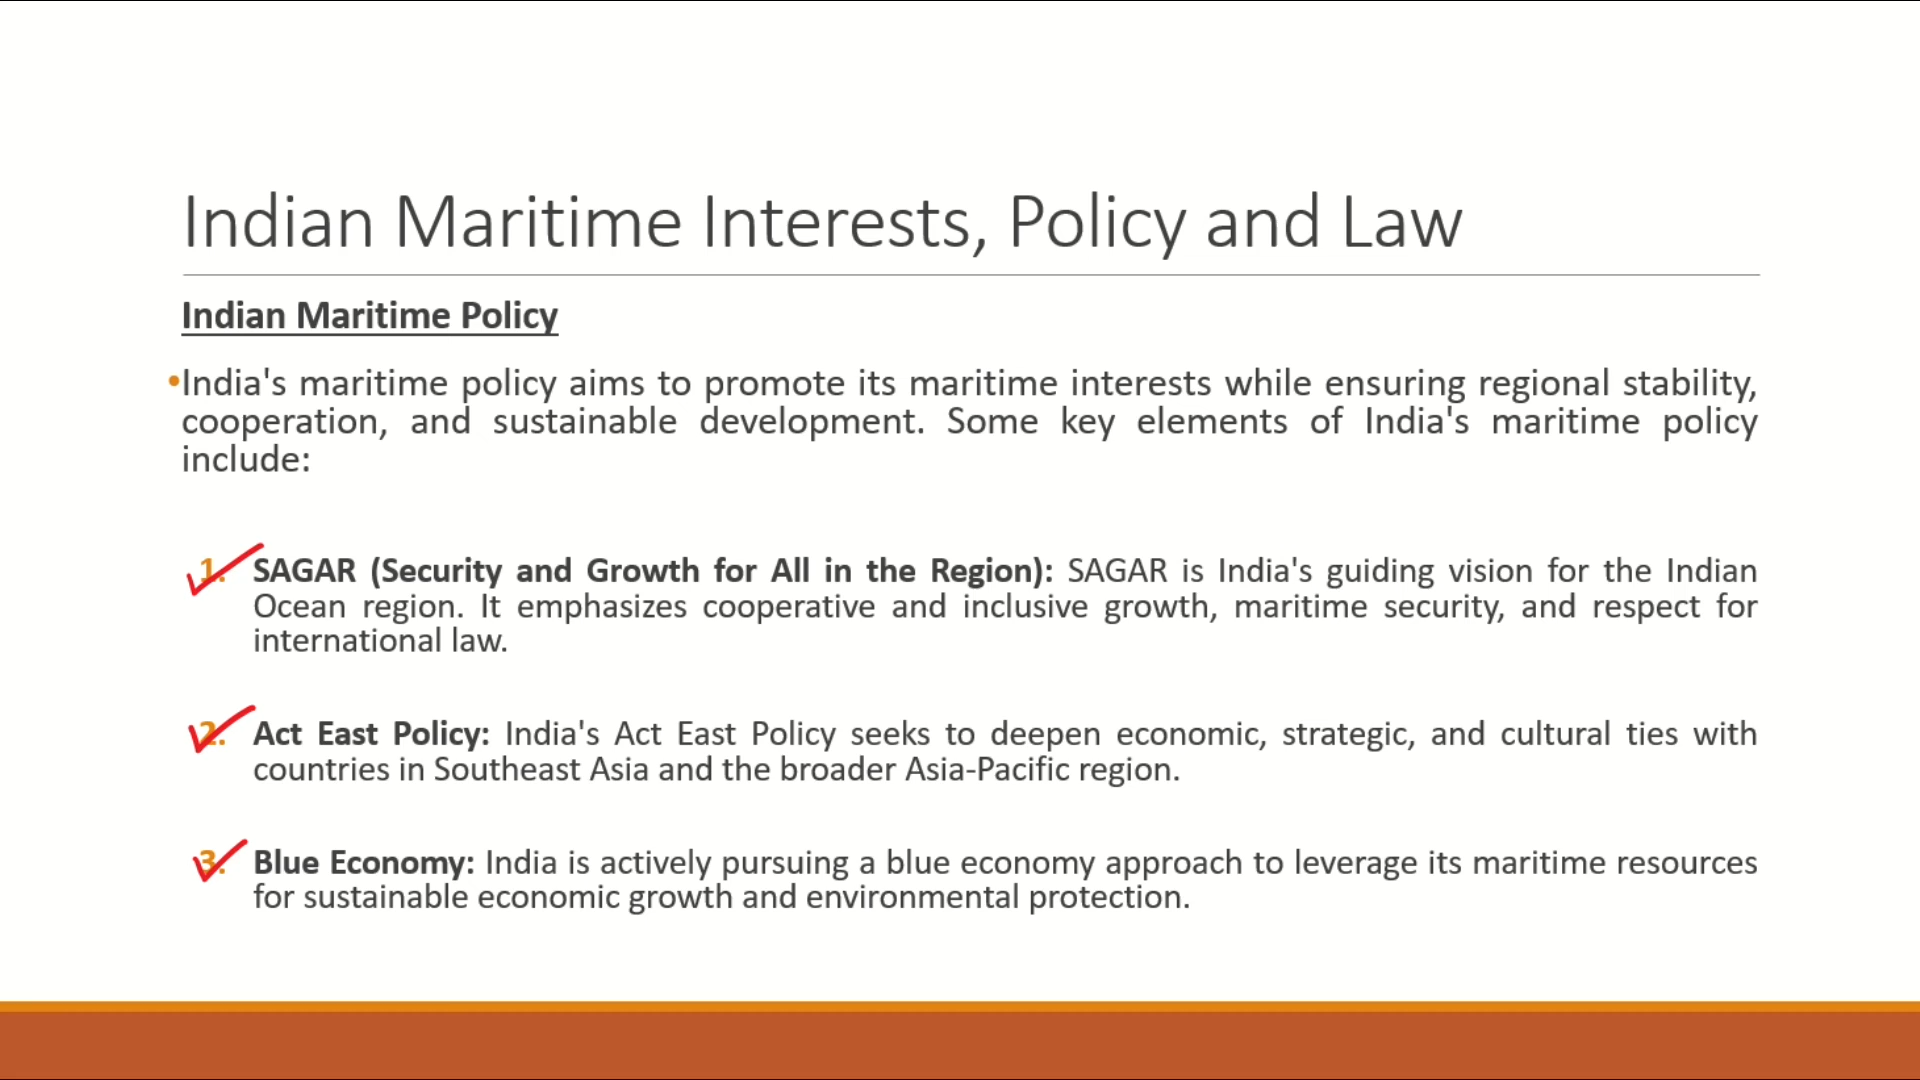 Indian Maritime Interests, Policy and Law
Indian Maritime Policy
•India's maritime policy aims to promote its maritime interests while ensuring regional stability,
cooperation, and sustainable development. Some key elements of India's maritime policy
include:
1. SAGAR (Security and Growth for All in the Region): SAGAR is India's guiding vision for the Indian
Ocean region. It emphasizes cooperative and inclusive growth, maritime security, and respect for
international law.
2. Act East Policy: India's Act East Policy seeks to deepen economic, strategic, and cultural ties with
countries in Southeast Asia and the broader Asia-Pacific region.
3. Blue Economy: India is actively pursuing a blue economy approach to leverage its maritime resources
for sustainable economic growth and environmental protection.